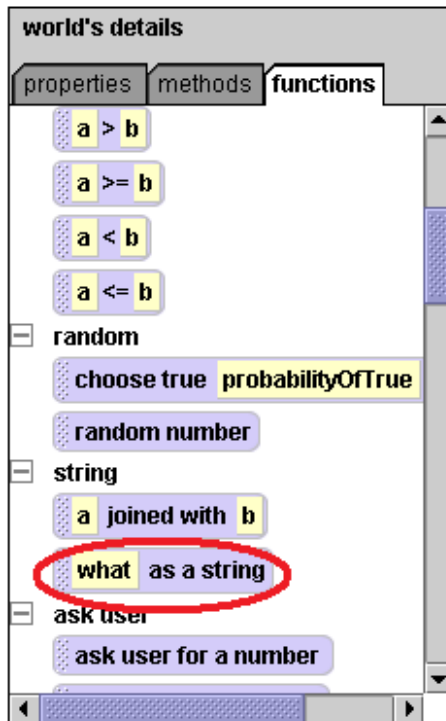 world's details
properties methods functions
a > b
a >= b
a < b
a <= b
random
choose true probabilityOfTrue
random number
string
a joined with b
what as a string
ask user
ask user for a number